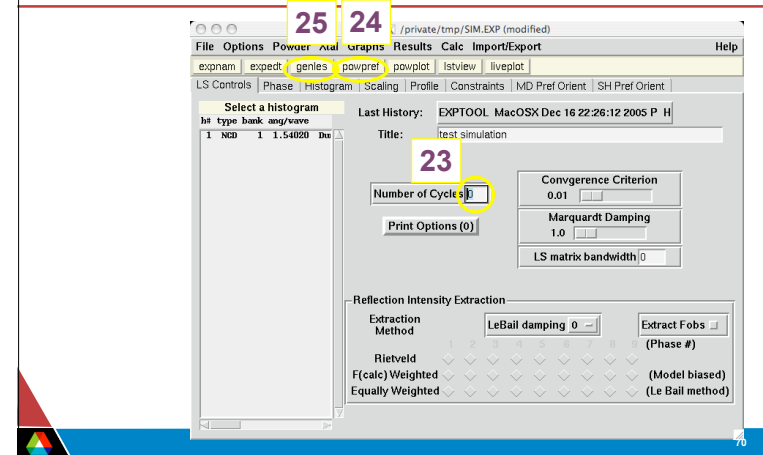 25 24
/private/tmp/SIM.EXP (modified)
File Options Powder Xtal Graphs Results Calc Import/Export Help
expnam expedt genles powpref powplot lstview liveplot
LS Controls Phase Histogram Scaling Profile Constraints MD Pref Orient SH Pref Orient
Select a histogram
h# type bank ang/wave
1 NCD 1 1.54020 Du
Last History: EXPTOOL MacOSX Dec 16 22:26:12 2005 P H
Title: test simulation
23
Number of Cycles 0
Convgerence Criterion
0.01
Print Options (0)
Marquardt Damping
1.0
LS matrix bandwidth 0
Reflection Intensity Extraction
Extraction
Method
LeBail damping 0
Extract Fobs
1 2 3 4 5 6 7 8 9 (Phase #)
Rietveld
F(calc) Weighted (Model biased)
Equally Weighted (Le Bail method)